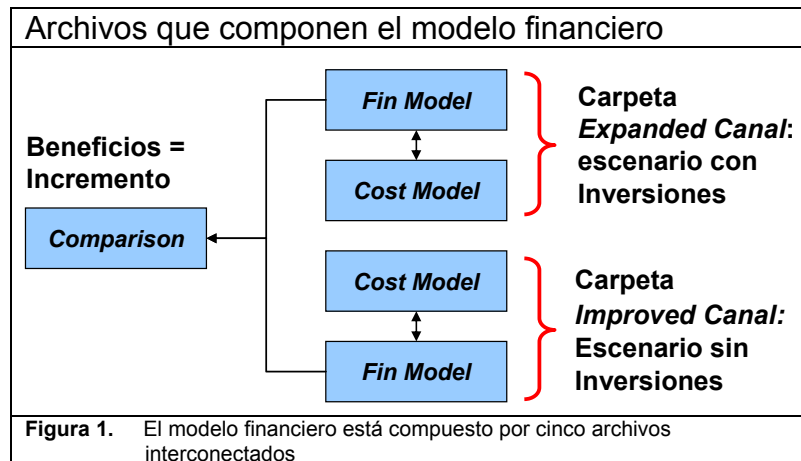 Archivos que componen el modelo financiero
Fin Model
Cost Model
Carpeta
Expanded Canal:
escenario con
Inversiones
Beneficios =
Incremento
Comparison
Cost Model
Fin Model
Carpeta
Improved Canal:
Escenario sin
Inversiones
Figura 1. El modelo financiero está compuesto por cinco archivos
interconectados